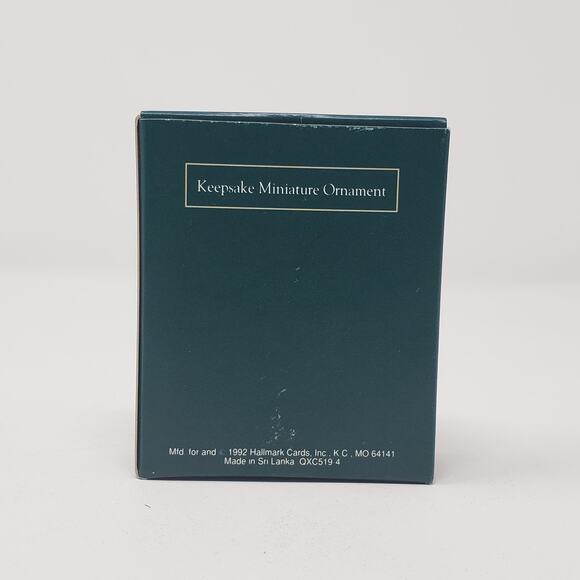 Keepsake Miniature Ornament
Mfd for and © 1992 Hallmark Cards, Inc. K C, MO 64141
Made in Sri Lanka QXC519 4